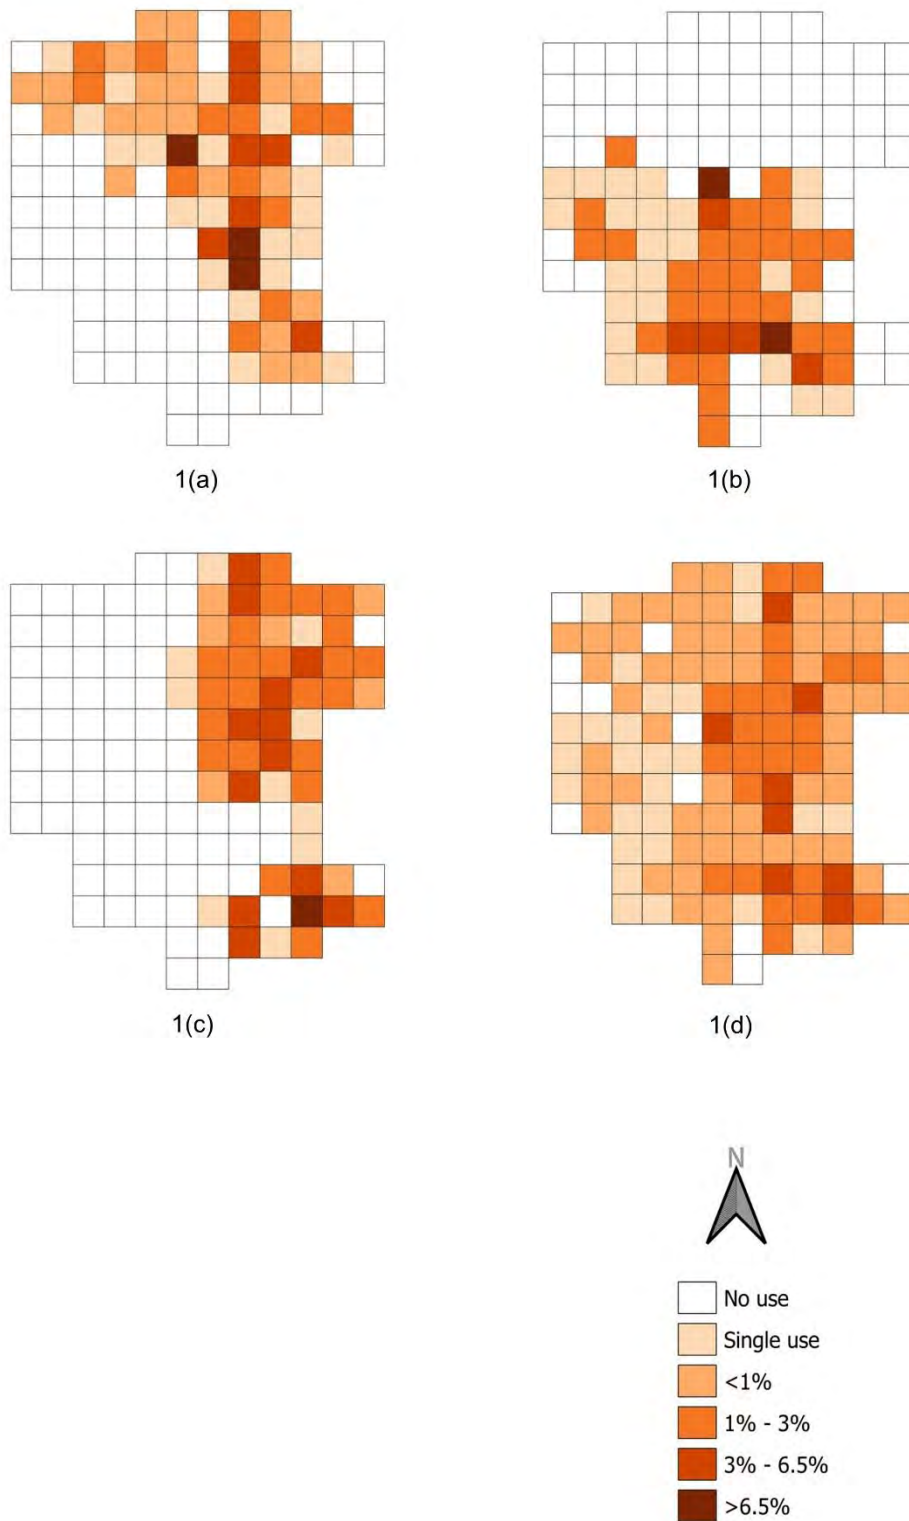 1(a)
1(b)
1(c)
1(d)
N
No use
Single use
<1%
1% - 3%
3% - 6.5%
>6.5%